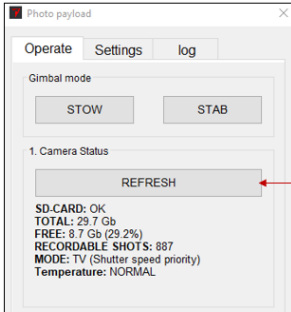 Photo payload
Operate Settings log
Gimbal mode
STOW STAB
1. Camera Status
REFRESH
SD-CARD: OK
TOTAL: 29.7 Gb
FREE: 8.7 Gb (29.2%)
RECORDABLE SHOTS: 887
MODE: TV (Shutter speed priority)
Temperature: NORMAL